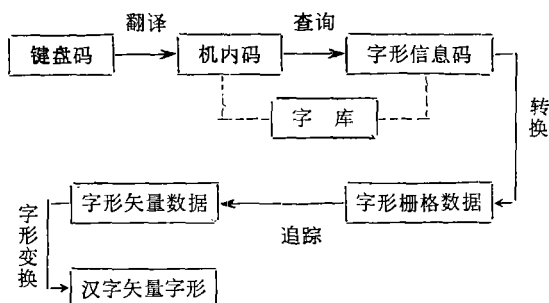 翻译
查询
键盘码
机内码
字形信息码
字 库
转换
字形矢量数据
追踪
字形栅格数据
字形变换
汉字矢量字形